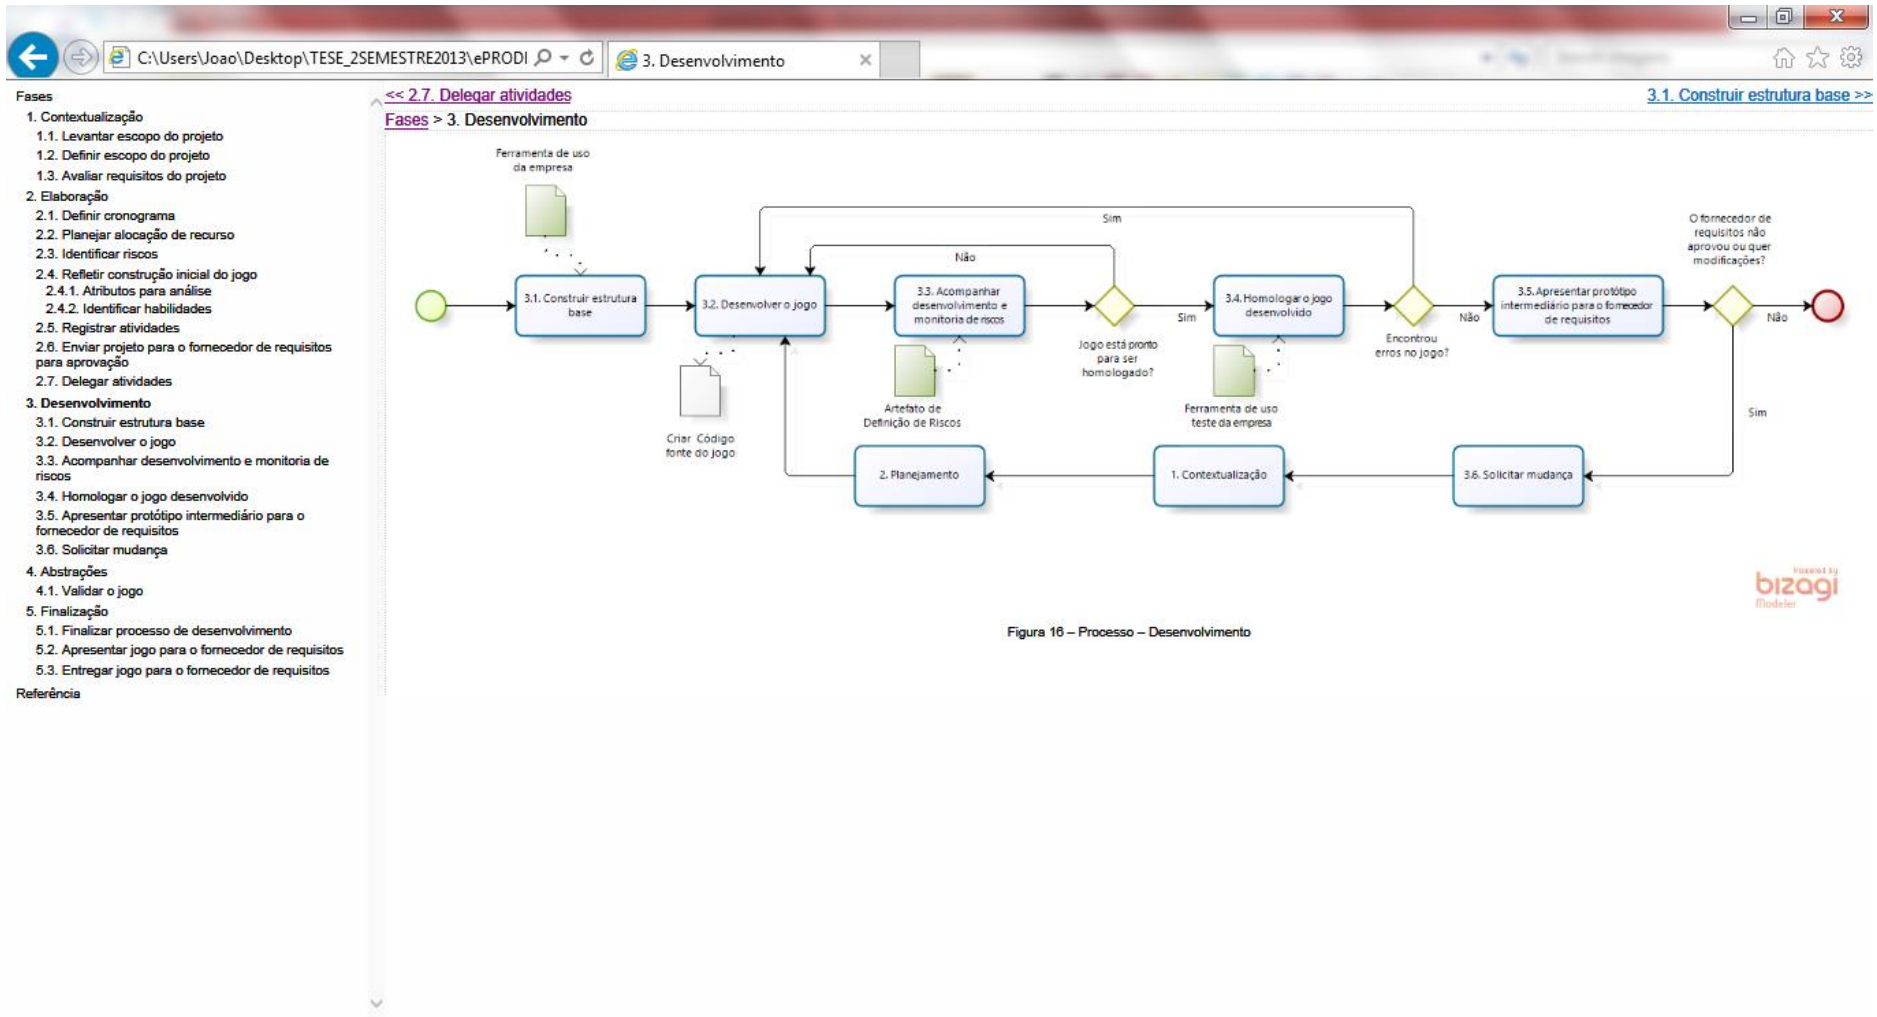 C:\Users\Joao\Desktop\TESE_2SEMESTRE2013\ePRODI
3. Desenvolvimento
Fases
1. Contextualização
1.1. Levantar escopo do projeto
1.2. Definir escopo do projeto
1.3. Avaliar requisitos do projeto
2. Elaboração
2.1. Definir cronograma
2.2. Planejar alocação de recurso
2.3. Identificar riscos
2.4. Refletir construção inicial do jogo
2.4.1. Atributos para análise
2.4.2. Identificar habilidades
2.5. Registrar atividades
2.6. Enviar projeto para o fornecedor de requisitos
para aprovação
2.7. Delegar atividades
3. Desenvolvimento
3.1. Construir estrutura base
3.2. Desenvolver o jogo
3.3. Acompanhar desenvolvimento e monitoria de
riscos
3.4. Homologar o jogo desenvolvido
3.5. Apresentar protótipo intermediário para o
fornecedor de requisitos
3.6. Solicitar mudança
4. Abstrações
4.1. Validar o jogo
5. Finalização
5.1. Finalizar processo de desenvolvimento
5.2. Apresentar jogo para o fornecedor de requisitos
5.3. Entregar jogo para o fornecedor de requisitos
Referência
<< 2.7. Delegar atividades
3.1. Construir estrutura base >>
Fases > 3. Desenvolvimento
Ferramenta de uso
da empresa
3.1. Construir estrutura
base
3.2. Desenvolver o jogo
Criar Código
fonte do jogo
3.3. Acompanhar
desenvolvimento e
monitoria de riscos
Artefato de
Definição de Riscos
Não
Jogo está pronto
para ser
homologado?
Sim
Sim
3.4. Homologar o jogo
desenvolvido
Ferramenta de uso
teste da empresa
Encontrou
erros no jogo?
Não
3.5. Apresentar protótipo
intermediário para o fornecedor
de requisitos
O fornecedor de
requisitos não
aprovou ou quer
modificações?
Não
Sim
3.6. Solicitar mudança
1. Contextualização
2. Planejamento
Powered by
bizagi
Modeler
Figura 16 – Processo – Desenvolvimento